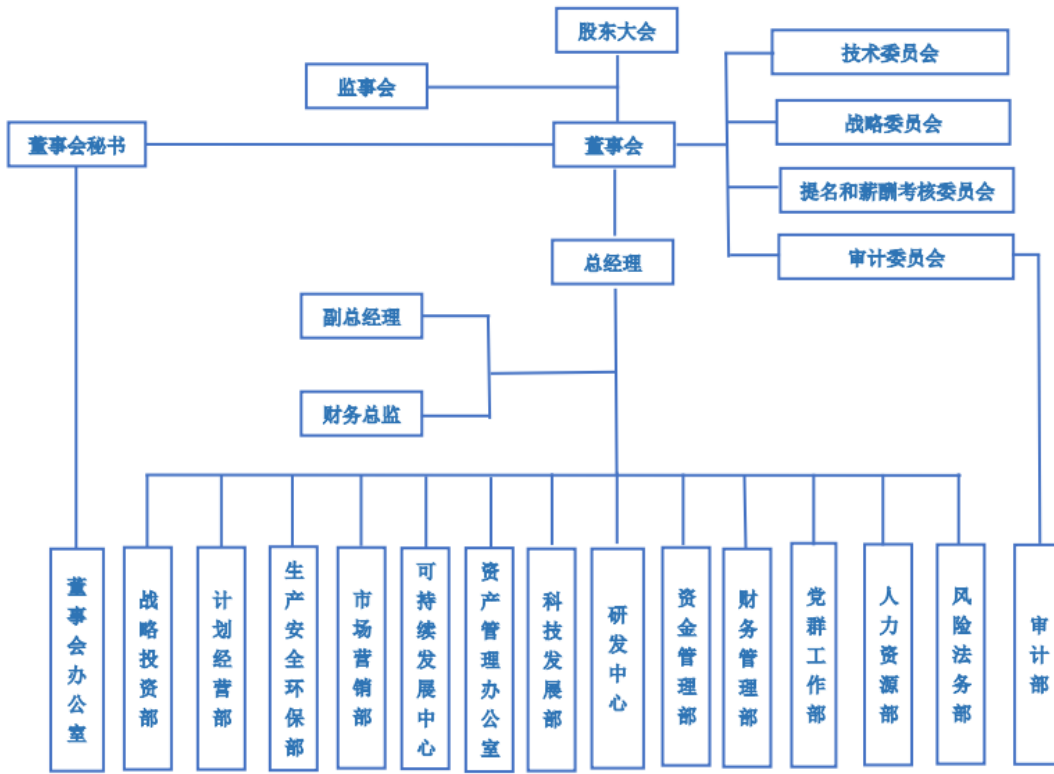 股东大会
技术委员会
监事会
战略委员会
董事会秘书
董事会
提名和薪酬考核委员会
总经理
审计委员会
副总经理
财务总监
董事会办公室
战略投资部
计划经营部
生产安全环保部
市场营销部
可持续发展中心
资产管理办公室
科技发展部
研发中心
资金管理部
财务管理部
党群工作部
人力资源部
风险法务部
审计部